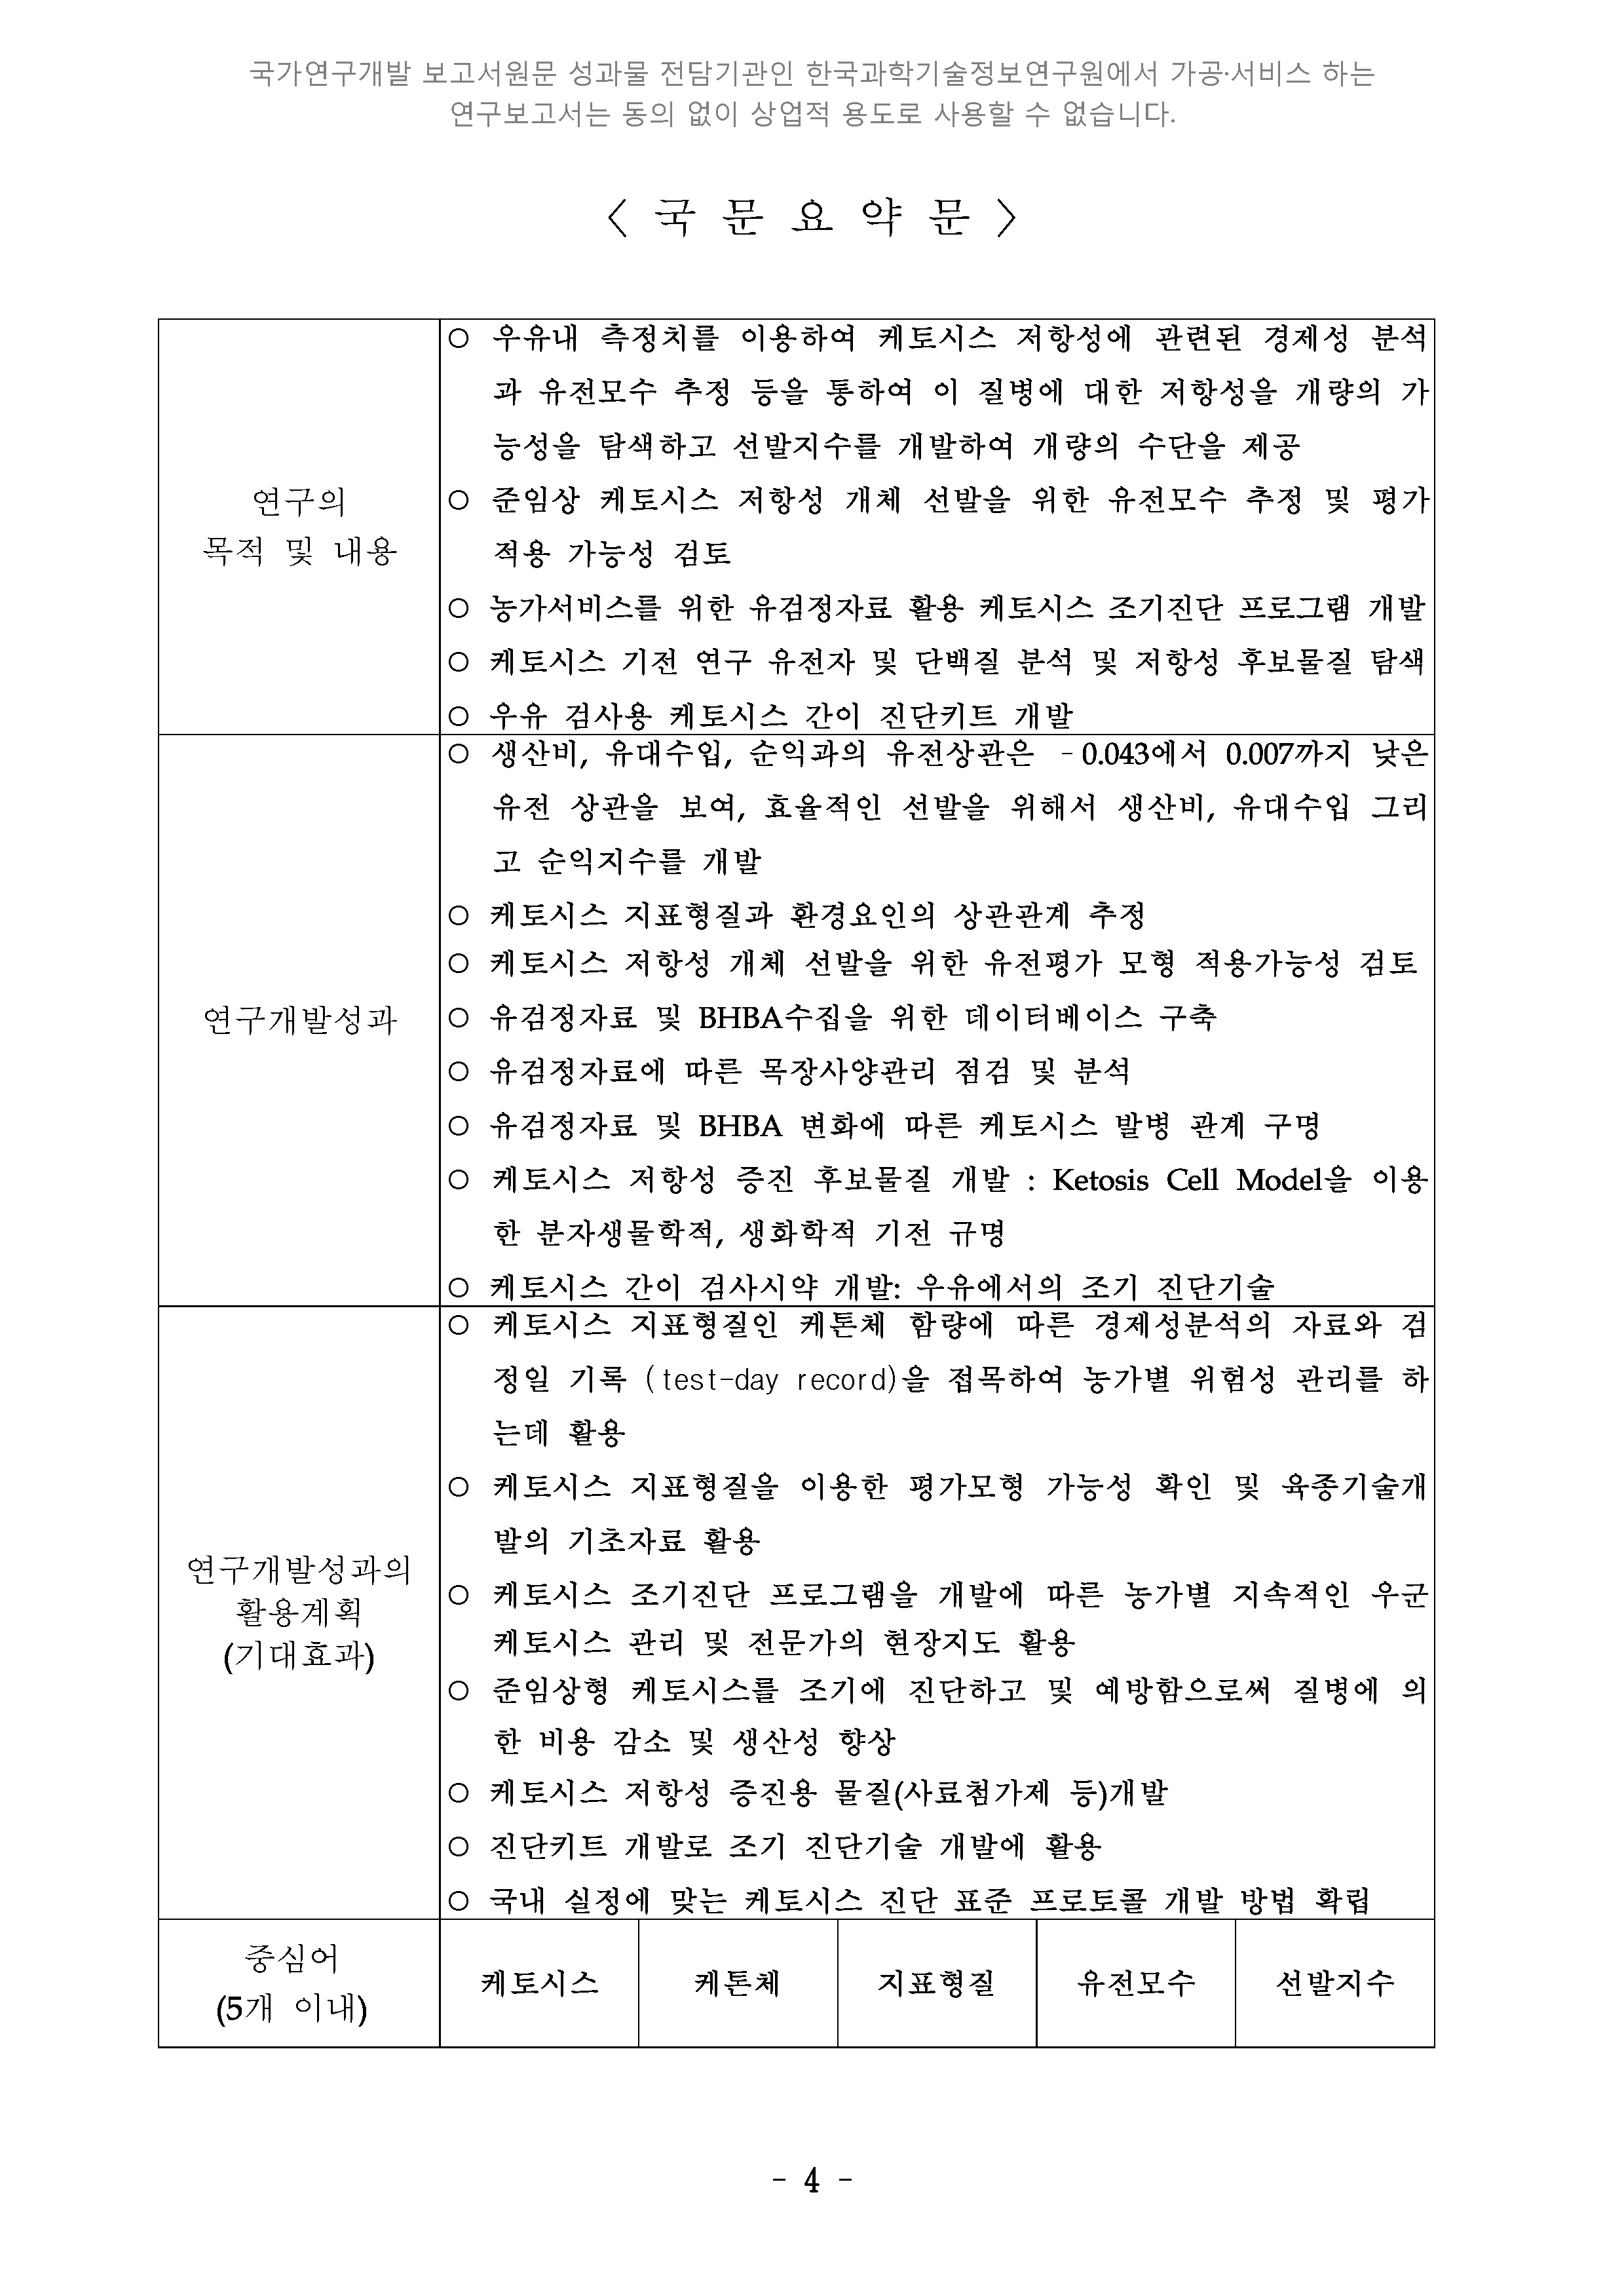 국가연구개발 보고서원문 성과물 전담기관인 한국과학기술정보연구원에서 가공·서비스 하는
연구보고서는 동의 없이 상업적 용도로 사용할 수 없습니다.
〈 국 문 요 약 문 〉
연구의
목적 및 내용
○ 우유내 측정치를 이용하여 케토시스 저항성에 관련된 경제성 분석
과 유전모수 추정 등을 통하여 이 질병에 대한 저항성을 개량의 가
능성을 탐색하고 선발지수를 개발하여 개량의 수단을 제공
○ 준임상 케토시스 저항성 개체 선발을 위한 유전모수 추정 및 평가
적용 가능성 검토
○ 농가서비스를 위한 유검정자료 활용 케토시스 조기진단 프로그램 개발
○ 케토시스 기전 연구 유전자 및 단백질 분석 및 저항성 후보물질 탐색
○ 우유 검사용 케토시스 간이 진단키트 개발
연구개발성과
○ 생산비, 유대수입, 순익과의 유전상관은 –0.043에서 0.007까지 낮은
유전 상관을 보여, 효율적인 선발을 위해서 생산비, 유대수입 그리
고 순익지수를 개발
○ 케토시스 지표형질과 환경요인의 상관관계 추정
○ 케토시스 저항성 개체 선발을 위한 유전평가 모형 적용가능성 검토
○ 유검정자료 및 BHBA수집을 위한 데이터베이스 구축
○ 유검정자료에 따른 목장사양관리 점검 및 분석
○ 유검정자료 및 BHBA 변화에 따른 케토시스 발병 관계 구명
○ 케토시스 저항성 증진 후보물질 개발 : Ketosis Cell Model을 이용
한 분자생물학적, 생화학적 기전 규명
○ 케토시스 간이 검사시약 개발: 우유에서의 조기 진단기술
연구개발성과의
활용계획
(기대효과)
○ 케토시스 지표형질인 케톤체 함량에 따른 경제성분석의 자료와 검
정일 기록 (test-day record)을 접목하여 농가별 위험성 관리를 하
는데 활용
○ 케토시스 지표형질을 이용한 평가모형 가능성 확인 및 육종기술개
발의 기초자료 활용
○ 케토시스 조기진단 프로그램을 개발에 따른 농가별 지속적인 우군
케토시스 관리 및 전문가의 현장지도 활용
○ 준임상형 케토시스를 조기에 진단하고 및 예방함으로써 질병에 의
한 비용 감소 및 생산성 향상
○ 케토시스 저항성 증진용 물질(사료첨가제 등)개발
○ 진단키트 개발로 조기 진단기술 개발에 활용
○ 국내 실정에 맞는 케토시스 진단 표준 프로토콜 개발 방법 확립
중심어
(5개 이내)
케토시스 케톤체 지표형질 유전모수 선발지수
- 4 -